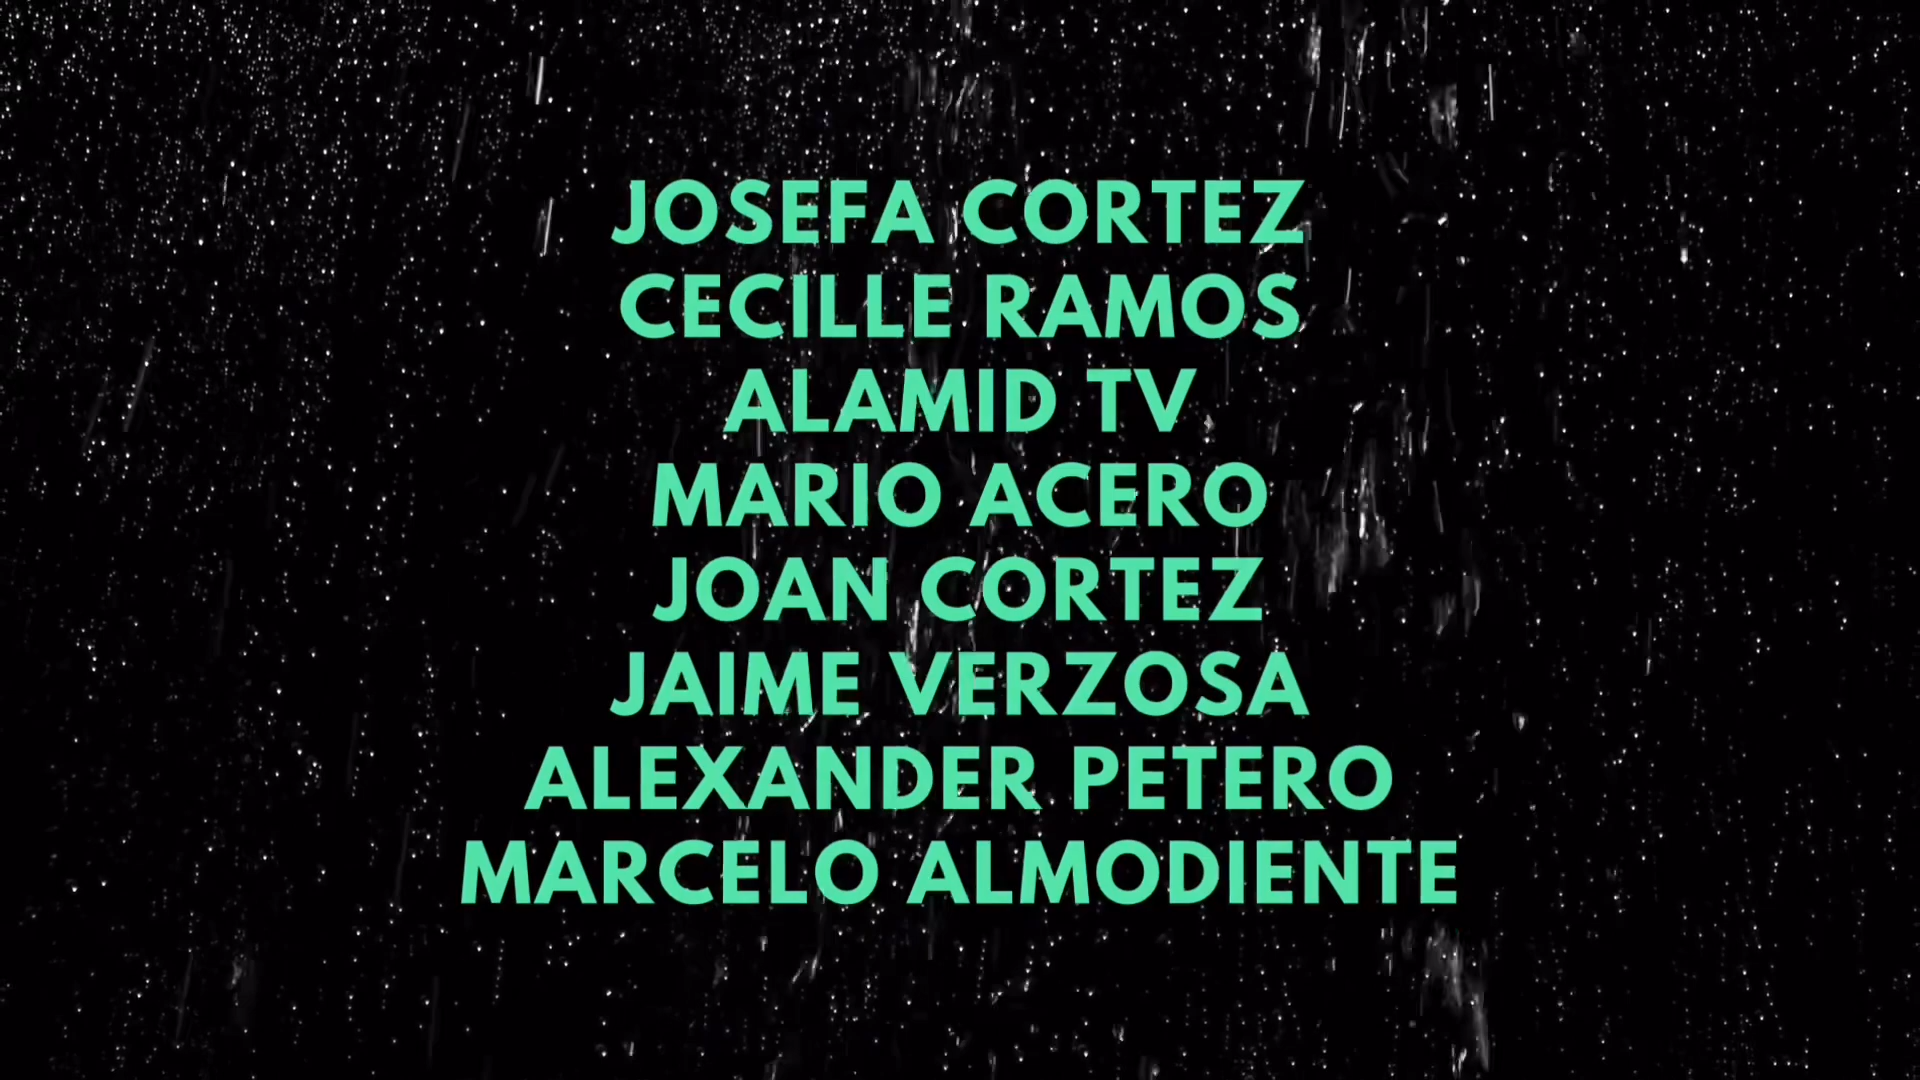 JOSEFA CORTEZ
CECILLE RAMOS
ALAMID TV
MARIO ACERO
JOAN CORTEZ
JAIME VERZOSA
ALEXANDER PETERO
MARCELO ALMODIENTE